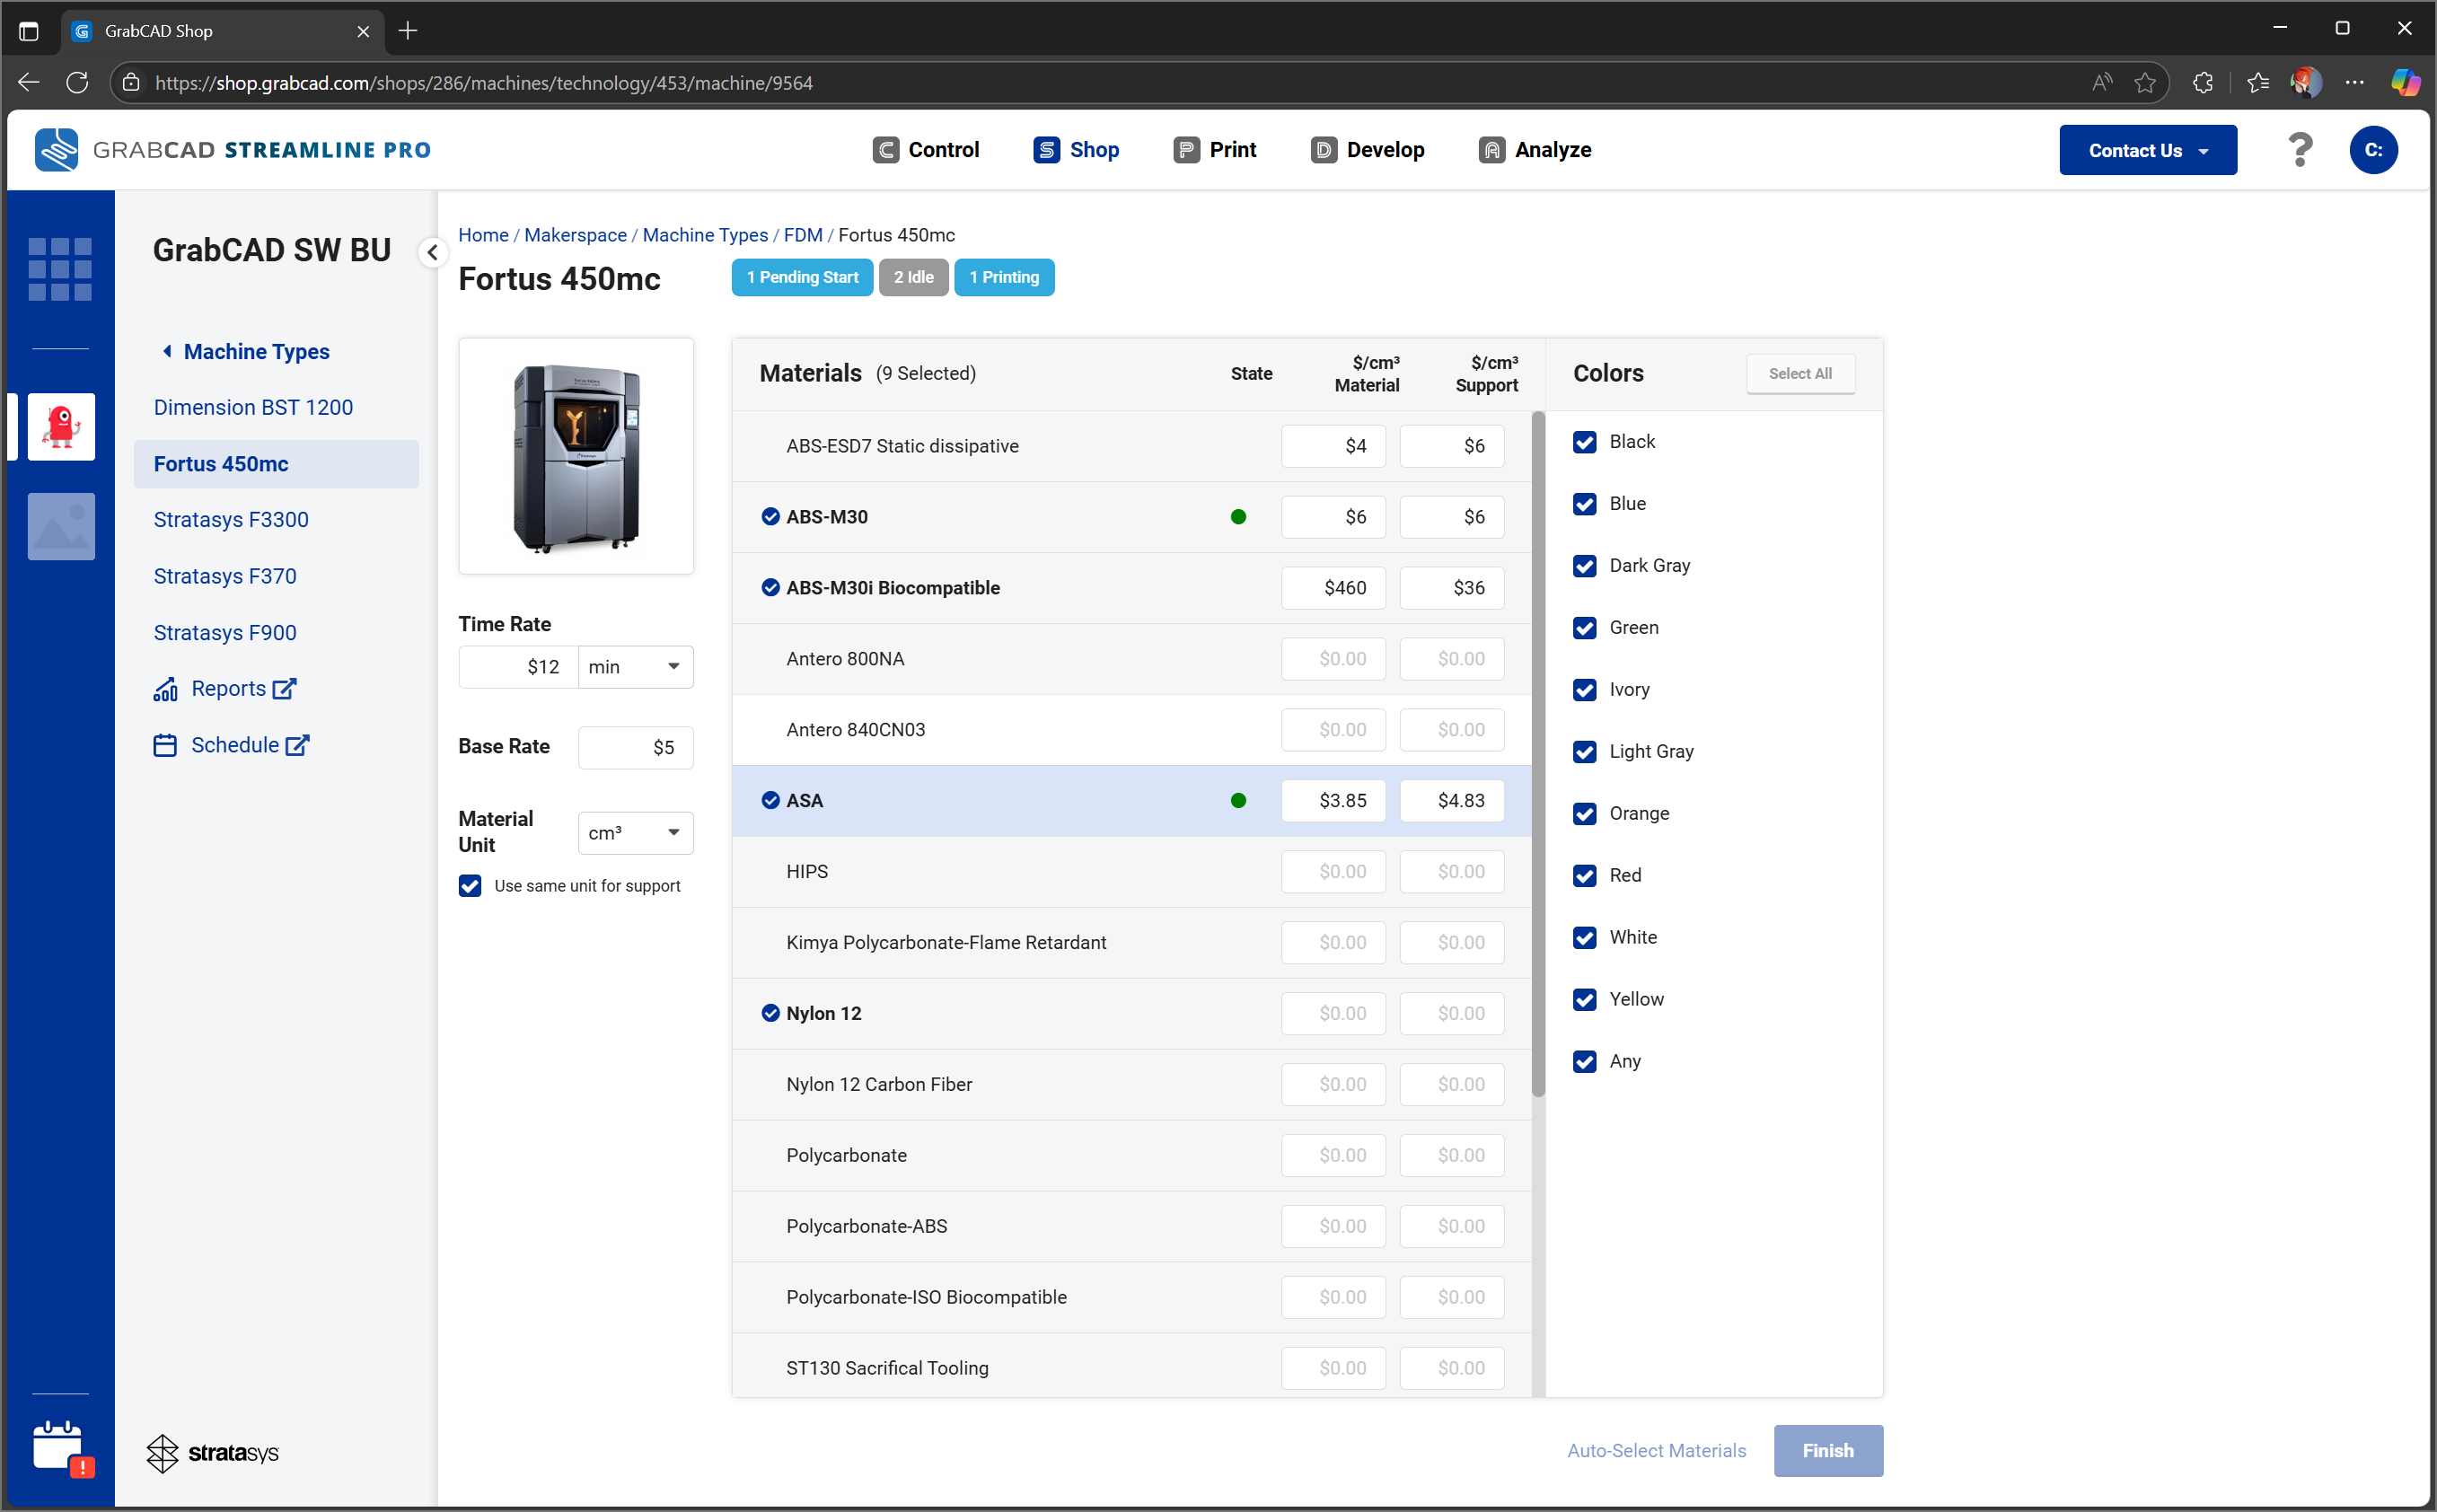 GrabCAD Shop
https://shop.grabcad.com/shops/286/machines/technology/453/machine/9564
GRABCAD STREAMLINE PRO
Control
Shop
Print
Develop
Analyze
Contact Us
?
C:
GrabCAD SW BU
Machine Types
Dimension BST 1200
Fortus 450mc
Stratasys F3300
Stratasys F370
Stratasys F900
Reports
Schedule
stratasys
Home / Makerspace / Machine Types / FDM / Fortus 450mc
Fortus 450mc
1 Pending Start
2 Idle
1 Printing
Time Rate
$12 min
Base Rate $5
Material
Unit
cm³
Use same unit for support
Materials (9 Selected)
State
$/cm³
Material
$/cm³
Support
ABS-ESD7 Static dissipative $4 $6
ABS-M30 $6 $6
ABS-M30i Biocompatible $460 $36
Antero 800NA $0.00 $0.00
Antero 840CN03 $0.00 $0.00
ASA $3.85 $4.83
HIPS $0.00 $0.00
Kimya Polycarbonate-Flame Retardant $0.00 $0.00
Nylon 12 $0.00 $0.00
Nylon 12 Carbon Fiber $0.00 $0.00
Polycarbonate $0.00 $0.00
Polycarbonate-ABS $0.00 $0.00
Polycarbonate-ISO Biocompatible $0.00 $0.00
ST130 Sacrifical Tooling $0.00 $0.00
Colors
Select All
Black
Blue
Dark Gray
Green
Ivory
Light Gray
Orange
Red
White
Yellow
Any
Auto-Select Materials
Finish